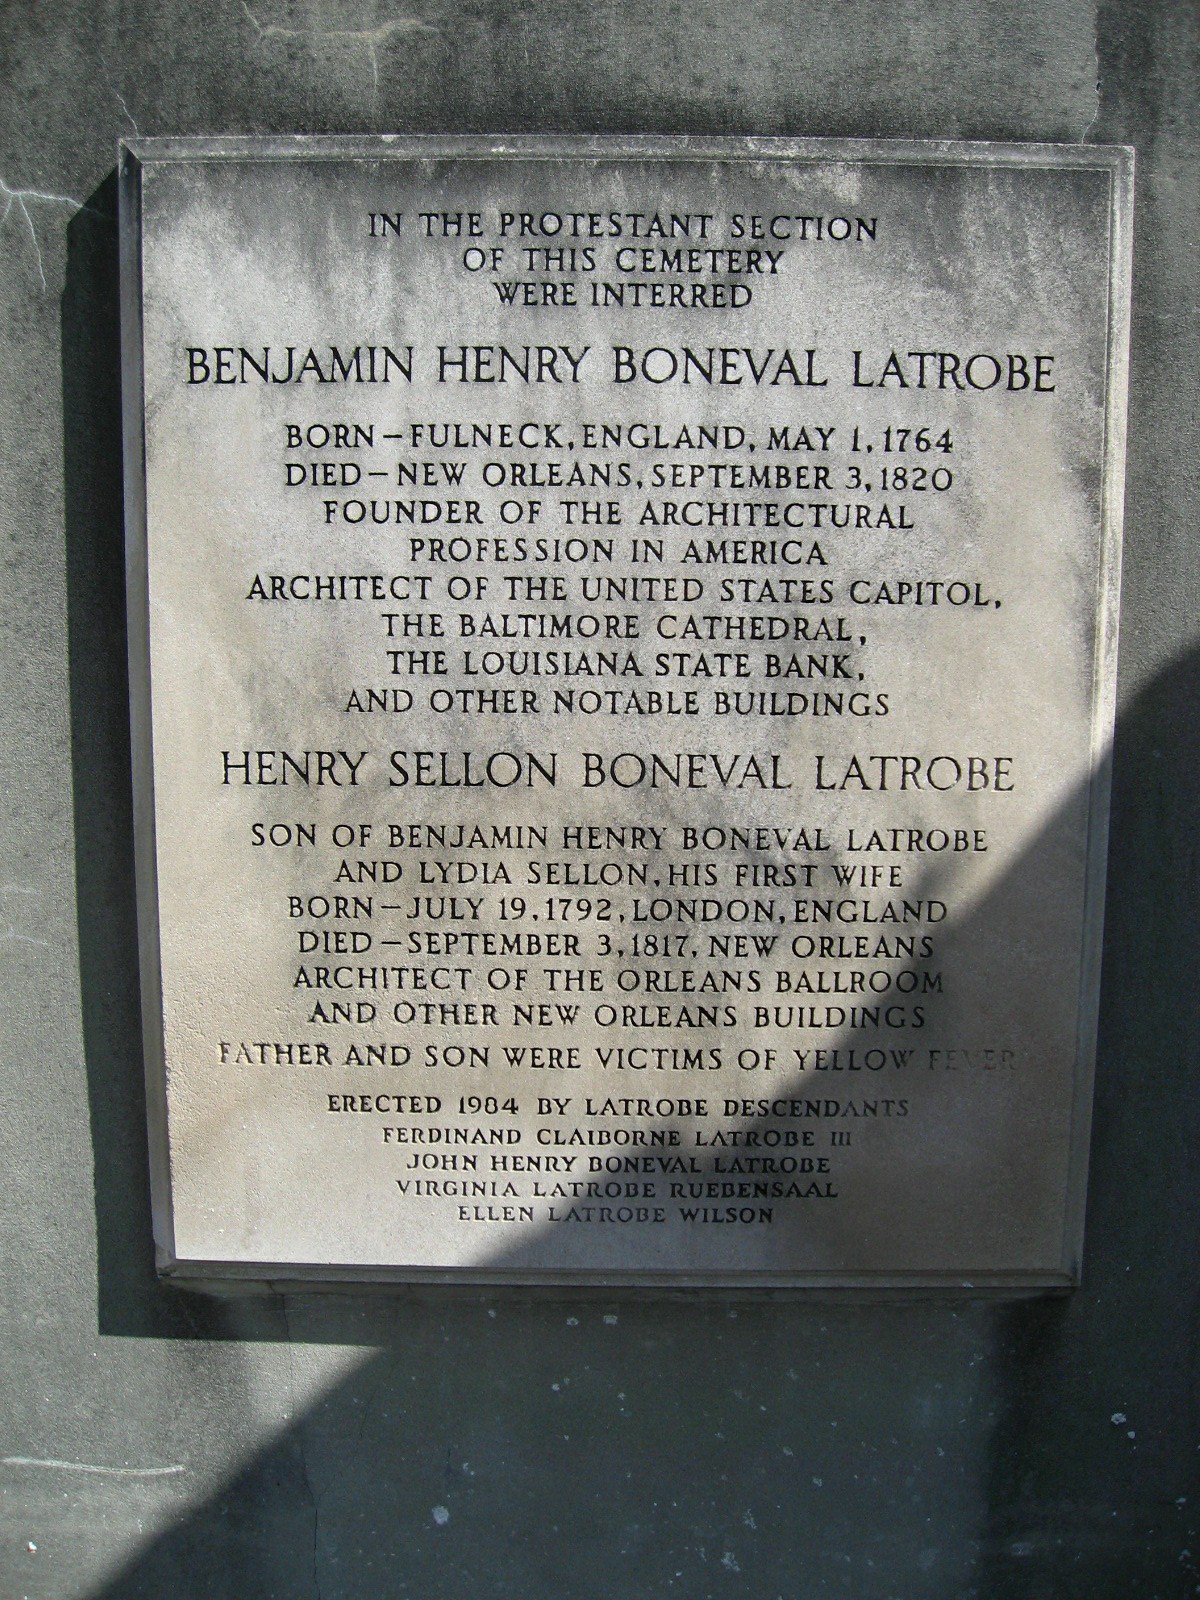 IN THE PROTESTANT SECTION
OF THIS CEMETERY
WERE INTERRED
BENJAMIN HENRY BONEVAL LATROBE
BORN–FULNECK, ENGLAND, MAY 1, 1764
DIED–NEW ORLEANS, SEPTEMBER 3, 1820
FOUNDER OF THE ARCHITECTURAL
PROFESSION IN AMERICA
ARCHITECT OF THE UNITED STATES CAPITOL,
THE BALTIMORE CATHEDRAL,
THE LOUISIANA STATE BANK,
AND OTHER NOTABLE BUILDINGS
HENRY SELLON BONEVAL LATROBE
SON OF BENJAMIN HENRY BONEVAL LATROBE
AND LYDIA SELLON, HIS FIRST WIFE
BORN–JULY 19, 1792, LONDON, ENGLAND
DIED–SEPTEMBER 3, 1817, NEW ORLEANS
ARCHITECT OF THE ORLEANS BALLROOM
AND OTHER NEW ORLEANS BUILDINGS
FATHER AND SON WERE VICTIMS OF YELLOW FEVER
ERECTED 1984 BY LATROBE DESCENDANTS
FERDINAND CLAIBORNE LATROBE III
JOHN HENRY BONEVAL LATROBE
VIRGINIA LATROBE RUEBENSAAL
ELLEN LATROBE WILSON